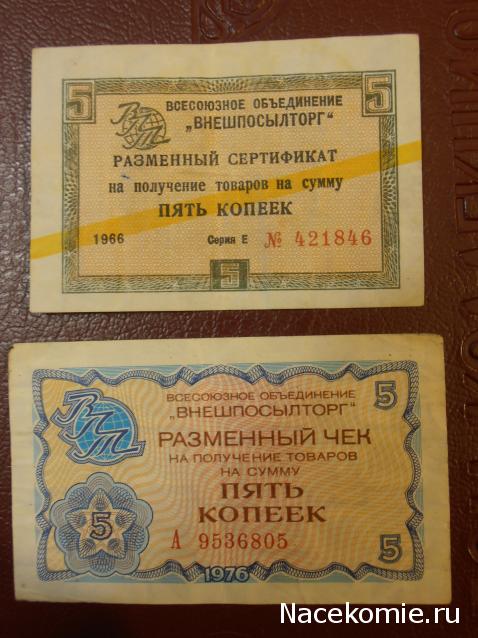 5 5
ВПТ
ВСЕСОЮЗНОЕ ОБЪЕДИНЕНИЕ
„ВНЕШПОСЫЛТОРГ"
РАЗМЕННЫЙ СЕРТИФИКАТ
на получение товаров на сумму
ПЯТЬ КОПЕЕК
1966 Серия Е № 421846
5
ВСЕСОЮЗНОЕ ОБЪЕДИНЕНИЕ
„ВНЕШПОСЫЛТОРГ" 5
ВПТ
РАЗМЕННЫЙ ЧЕК
НА ПОЛУЧЕНИЕ ТОВАРОВ
НА СУММУ
ПЯТЬ
5 КОПЕЕК
А 9536805 5
1976
Nacekomie.ru